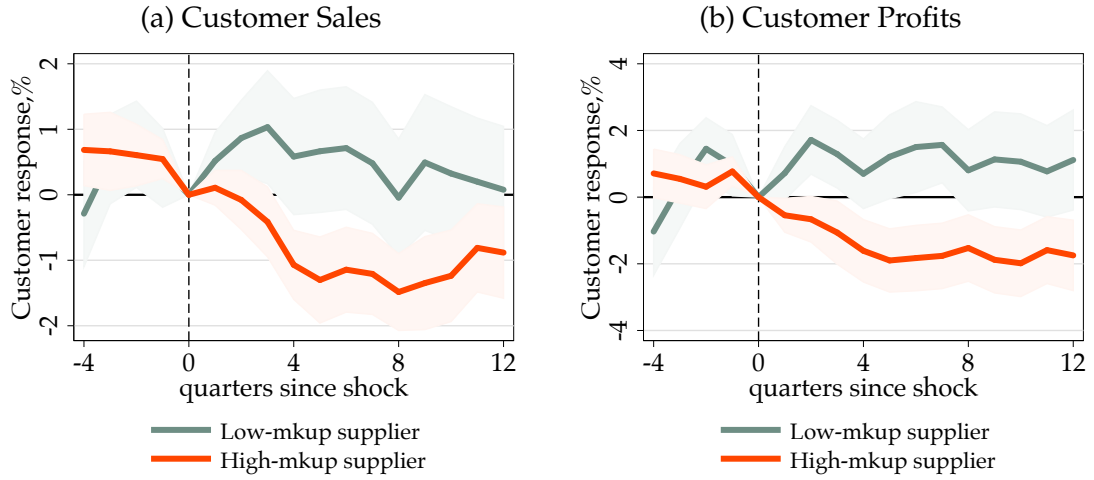 (a) Customer Sales
Customer response,%
2
1
0
-1
-2
-4 0 4 8 12
quarters since shock
Low-mkup supplier
High-mkup supplier
(b) Customer Profits
Customer response,%
4
2
0
-2
-4
-4 0 4 8 12
quarters since shock
Low-mkup supplier
High-mkup supplier